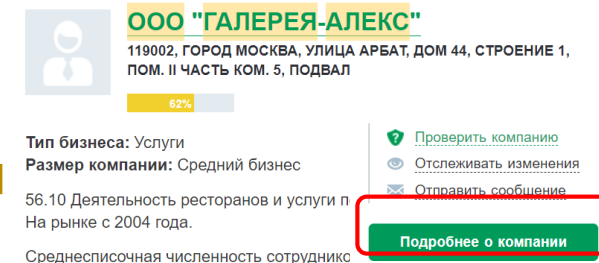 ООО "ГАЛЕРЕЯ-АЛЕКС"
119002, ГОРОД МОСКВА, УЛИЦА АРБАТ, ДОМ 44, СТРОЕНИЕ 1,
ПОМ. II ЧАСТЬ КОМ. 5, ПОДВАЛ
62%
Тип бизнеса: Услуги
Размер компании: Средний бизнес
56.10 Деятельность ресторанов и услуги
На рынке с 2004 года.
Среднесписочная численность
Проверить компанию
Отслеживать изменения
Отправить сообщение
Подробнее о компании